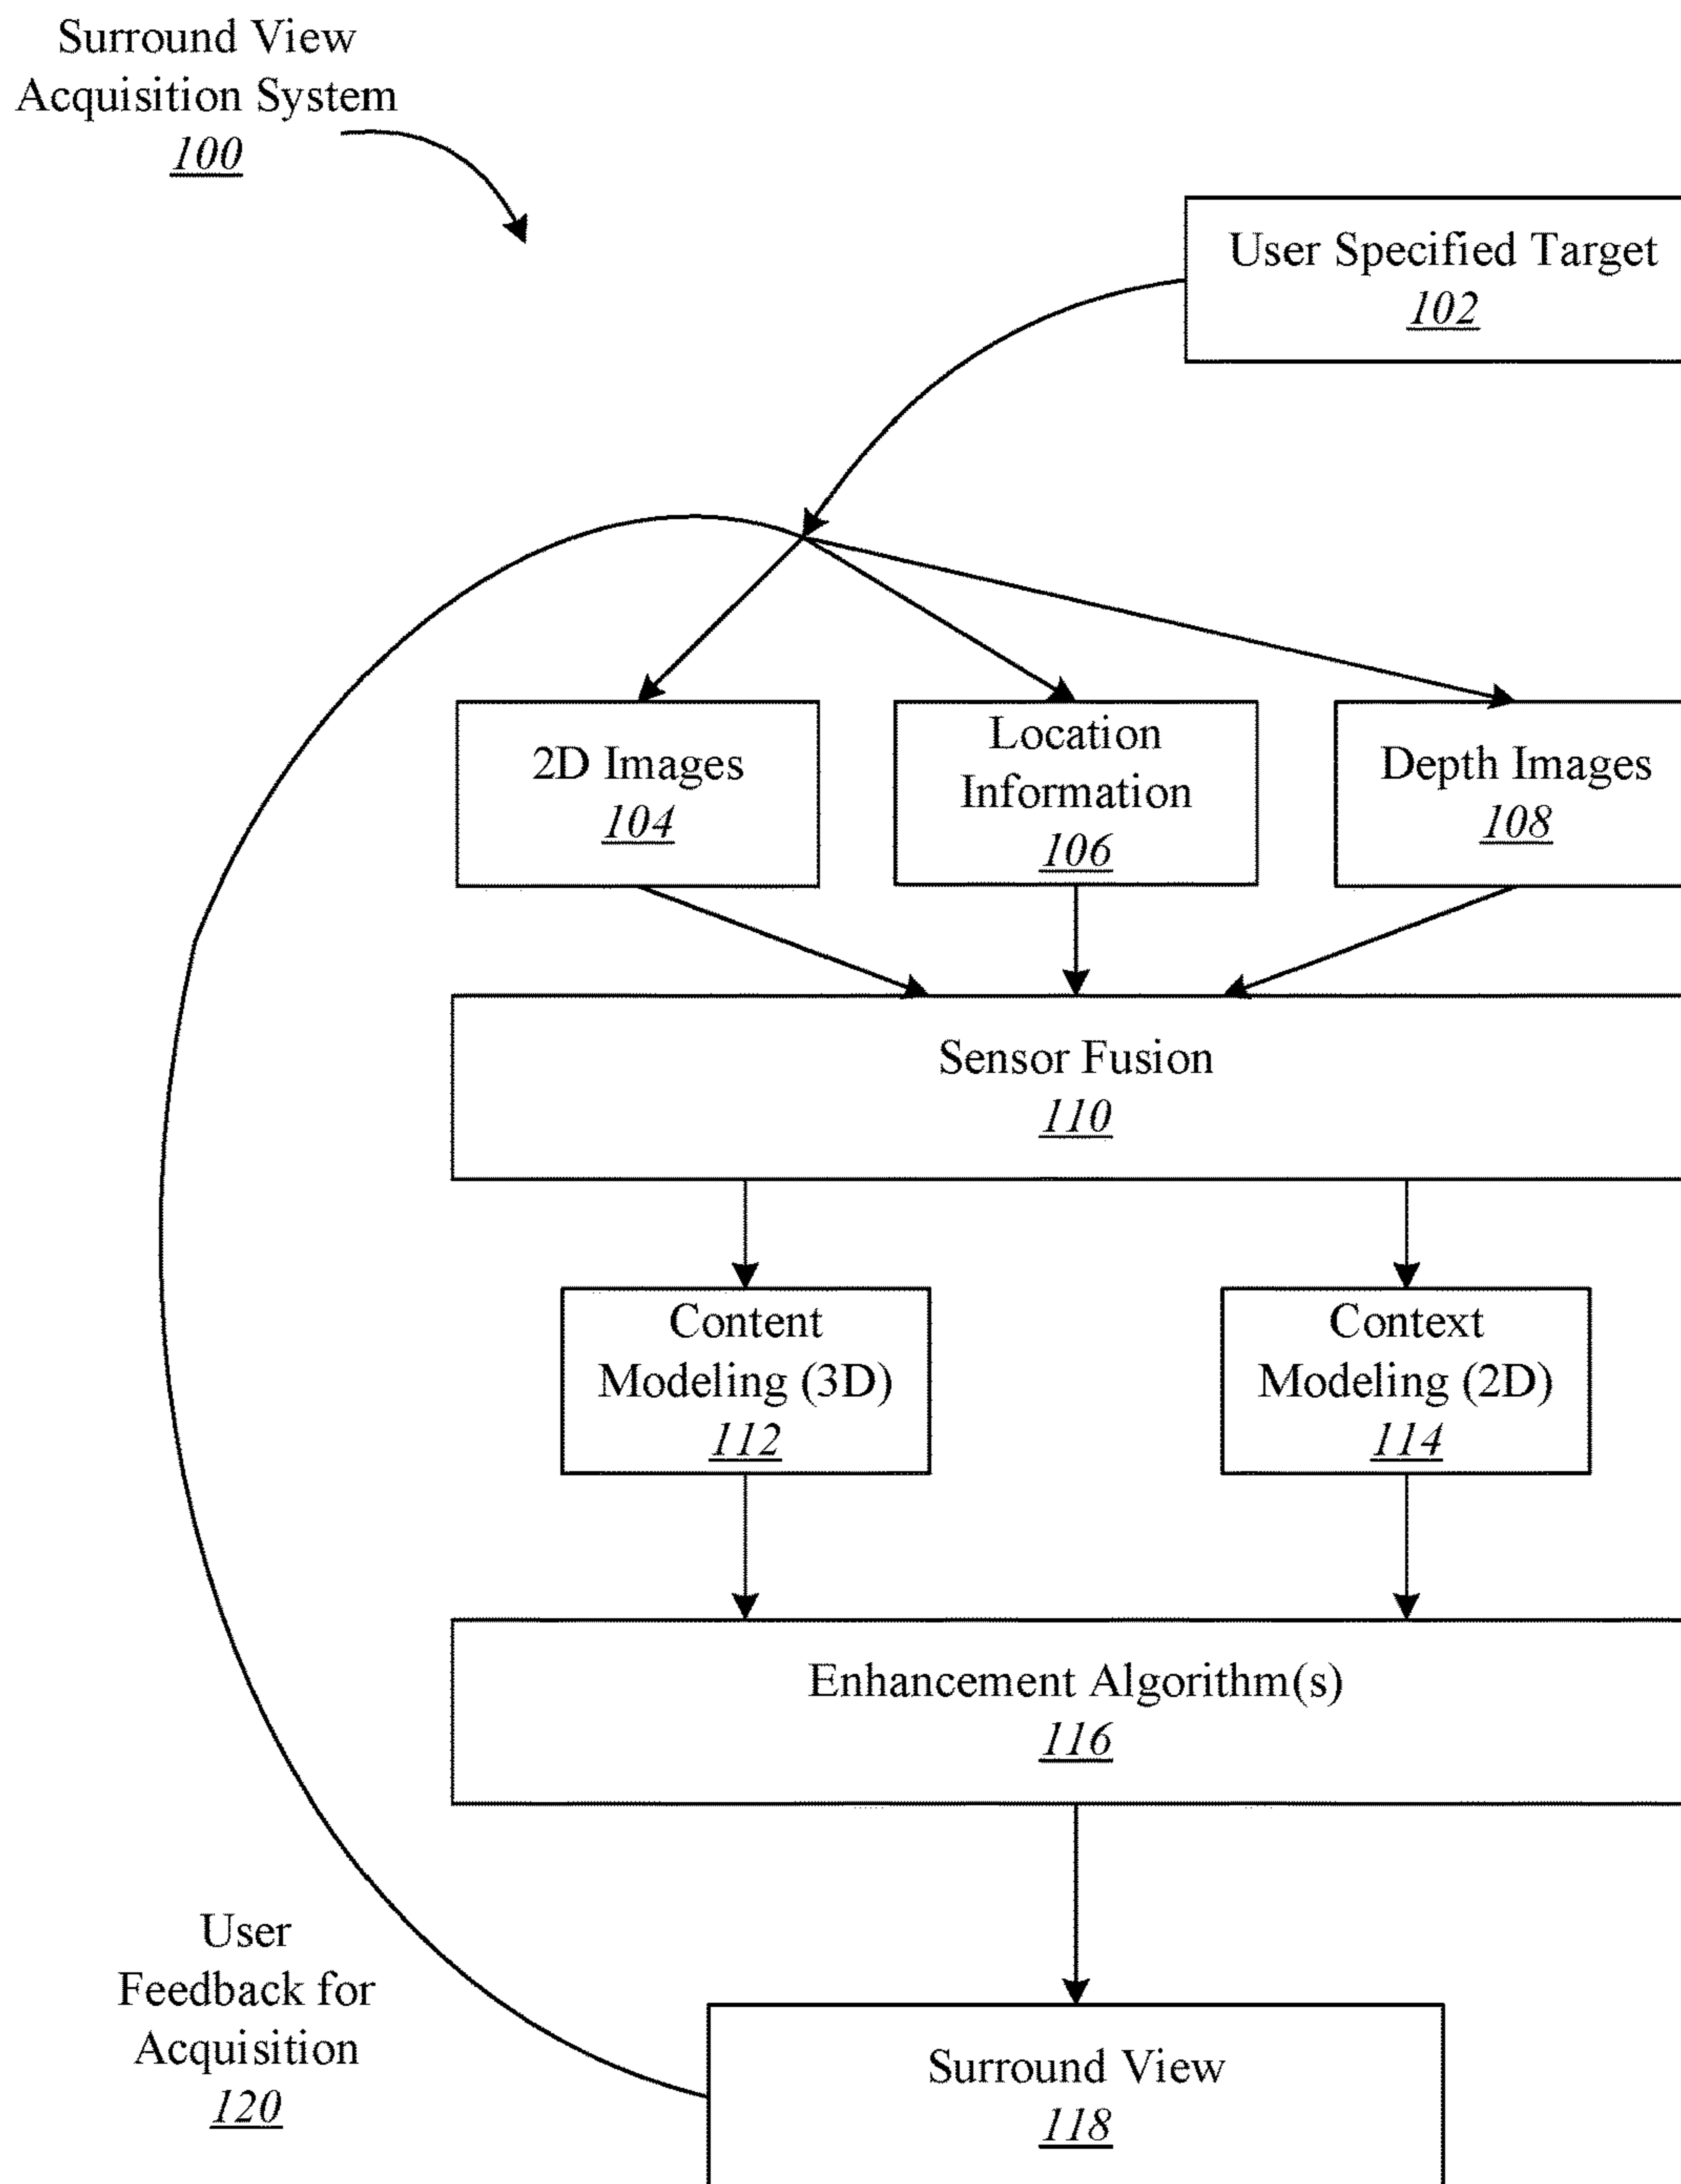 Surround View
Acquisition System
100
User Specified Target
102
2D Images
104
Location
Information
106
Depth Images
108
Sensor Fusion
110
Content
Modeling (3D)
112
Context
Modeling (2D)
114
Enhancement Algorithm(s)
116
User
Feedback for
Acquisition
120
Surround View
118